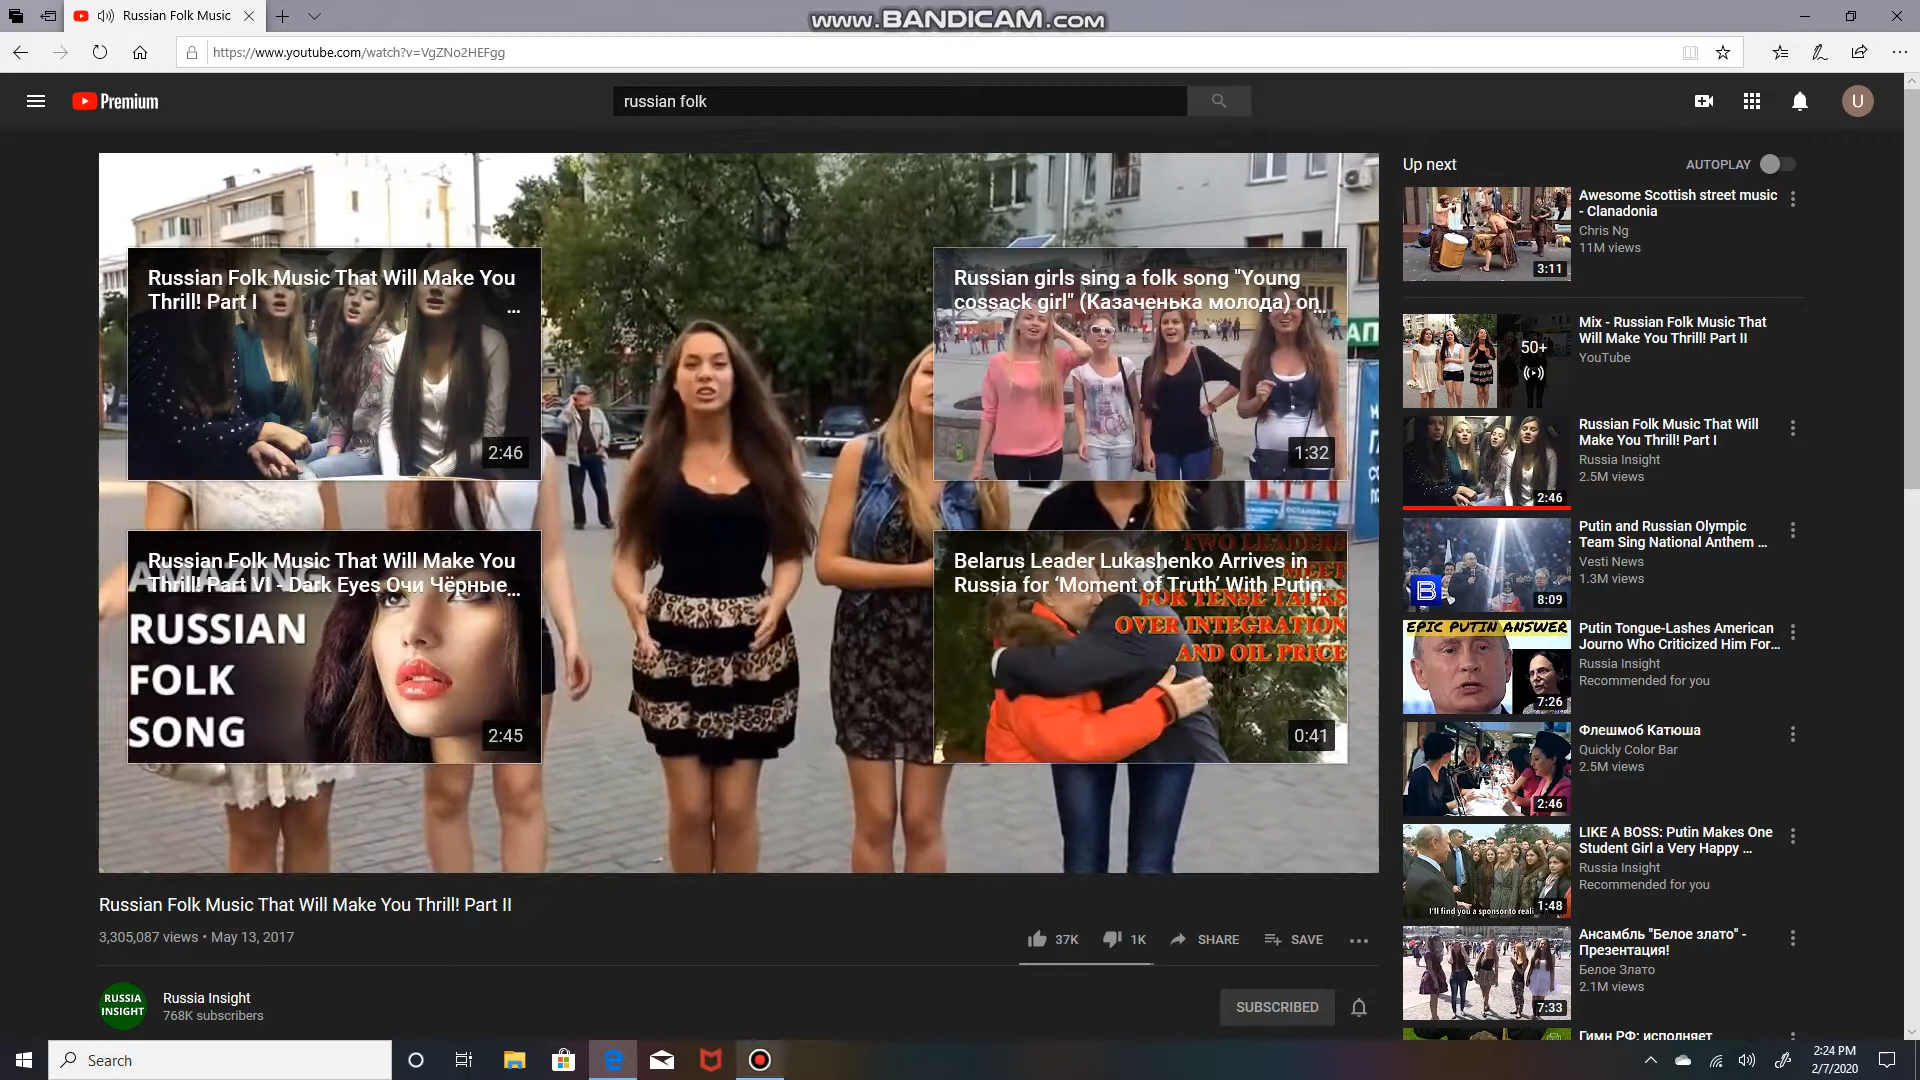 Russian Folk Music
www.BANDICAM.com
https://www.youtube.com/watch?v=VgZNo2HEFgg
Premium
russian folk
U
Russian Folk Music That Will Make You
Thrill! Part I
...
2:46
Russian girls sing a folk song "Young
cossack girl" (Казаченька молода) on...
1:32
Russian Folk Music That Will Make You
Thrill! Part VI - Dark Eyes Очи Чёрные...
AMAZING
RUSSIAN
FOLK
SONG
2:45
Belarus Leader Lukashenko Arrives in
Russia for ‘Moment of Truth’ With Putin...
TWO LEADERS
MEET
FOR TENSE TALKS
OVER INTEGRATION
AND OIL PRICE
0:41
Russian Folk Music That Will Make You Thrill! Part II
3,305,087 views • May 13, 2017
37K
1K
SHARE
SAVE
RUSSIA
INSIGHT
Russia Insight
768K subscribers
SUBSCRIBED
Up next
AUTOPLAY
Awesome Scottish street music
- Clanadonia
Chris Ng
11M views
3:11
Mix - Russian Folk Music That
Will Make You Thrill! Part II
YouTube
50+
Russian Folk Music That Will
Make You Thrill! Part I
Russia Insight
2.5M views
2:46
Putin and Russian Olympic
Team Sing National Anthem ...
Vesti News
1.3M views
B
8:09
EPIC PUTIN ANSWER
Putin Tongue-Lashes American
Journo Who Criticized Him For...
Russia Insight
Recommended for you
7:26
Флешмоб Катюша
Quickly Color Bar
2.5M views
2:46
LIKE A BOSS: Putin Makes One
Student Girl a Very Happy ...
Russia Insight
Recommended for you
I'll find you a sponsor to reali
1:48
Ансамбль "Белое злато" -
Презентация!
Белое Злато
2.1M views
7:33
Гимн РФ: исполняет
Search
2:24 PM
2/7/2020